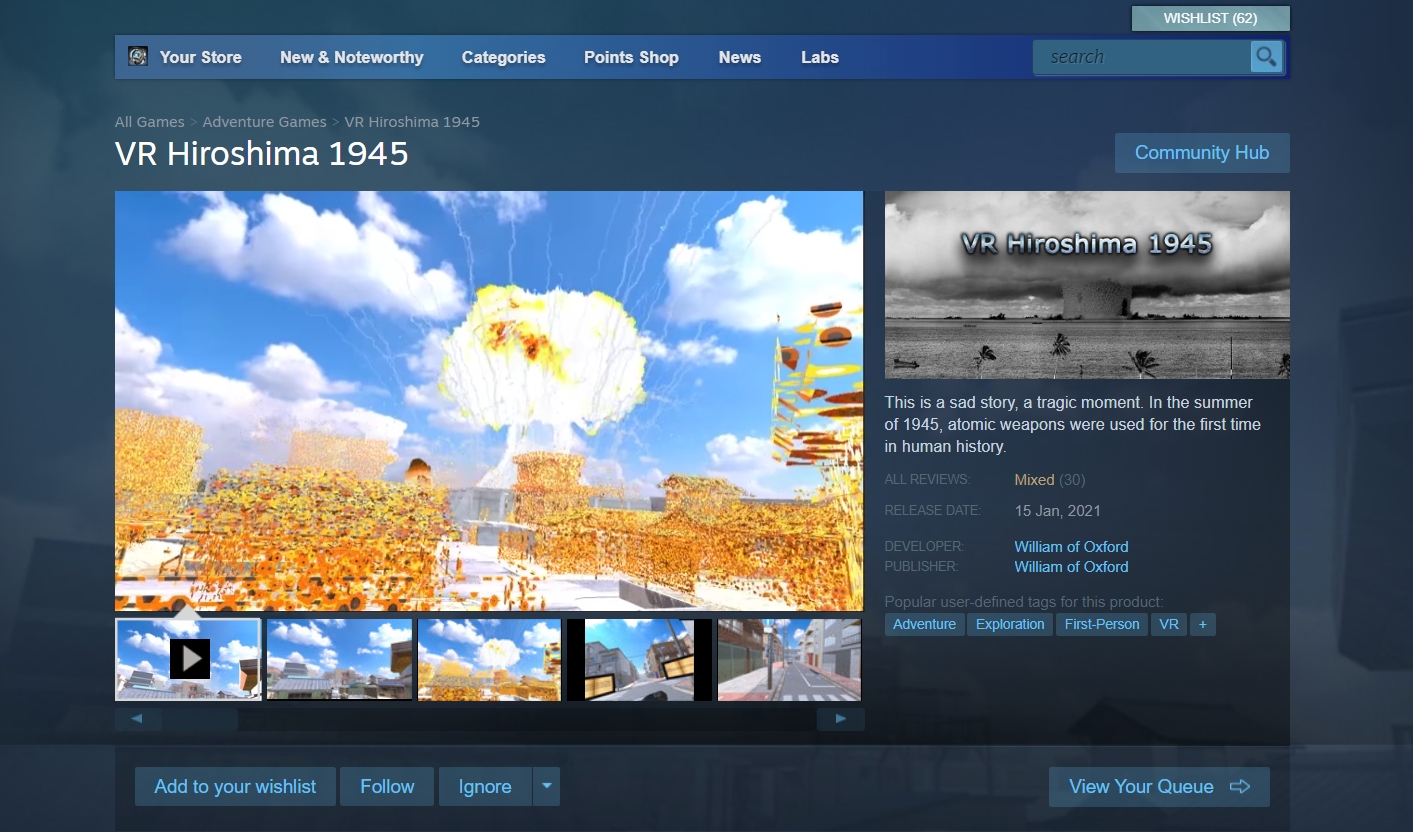 WISHLIST (62)
Your Store New & Noteworthy Categories Points Shop News Labs search
All Games > Adventure Games > VR Hiroshima 1945
VR Hiroshima 1945
Community Hub
VR Hiroshima 1945
This is a sad story, a tragic moment. In the summer
of 1945, atomic weapons were used for the first time
in human history.
ALL REVIEWS: Mixed (30)
RELEASE DATE: 15 Jan, 2021
DEVELOPER: William of Oxford
PUBLISHER: William of Oxford
Popular user-defined tags for this product:
Adventure Exploration First-Person VR +
Add to your wishlist Follow Ignore View Your Queue